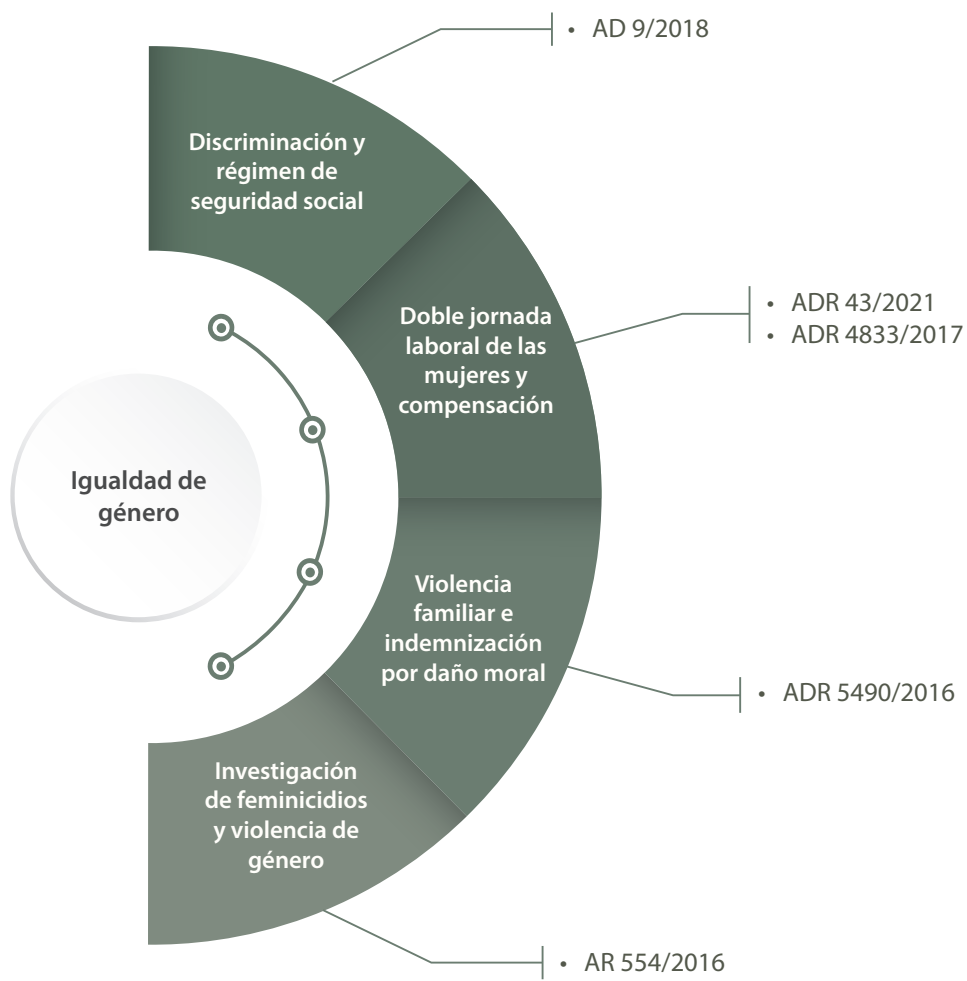 • AD 9/2018
Discriminación y
régimen de
seguridad social
Doble jornada
laboral de las
mujeres y
compensación
• ADR 43/2021
• ADR 4833/2017
Igualdad de
género
Violencia
familiar e
indemnización
por daño moral
• ADR 5490/2016
Investigación
de feminicidios
y violencia de
género
• AR 554/2016